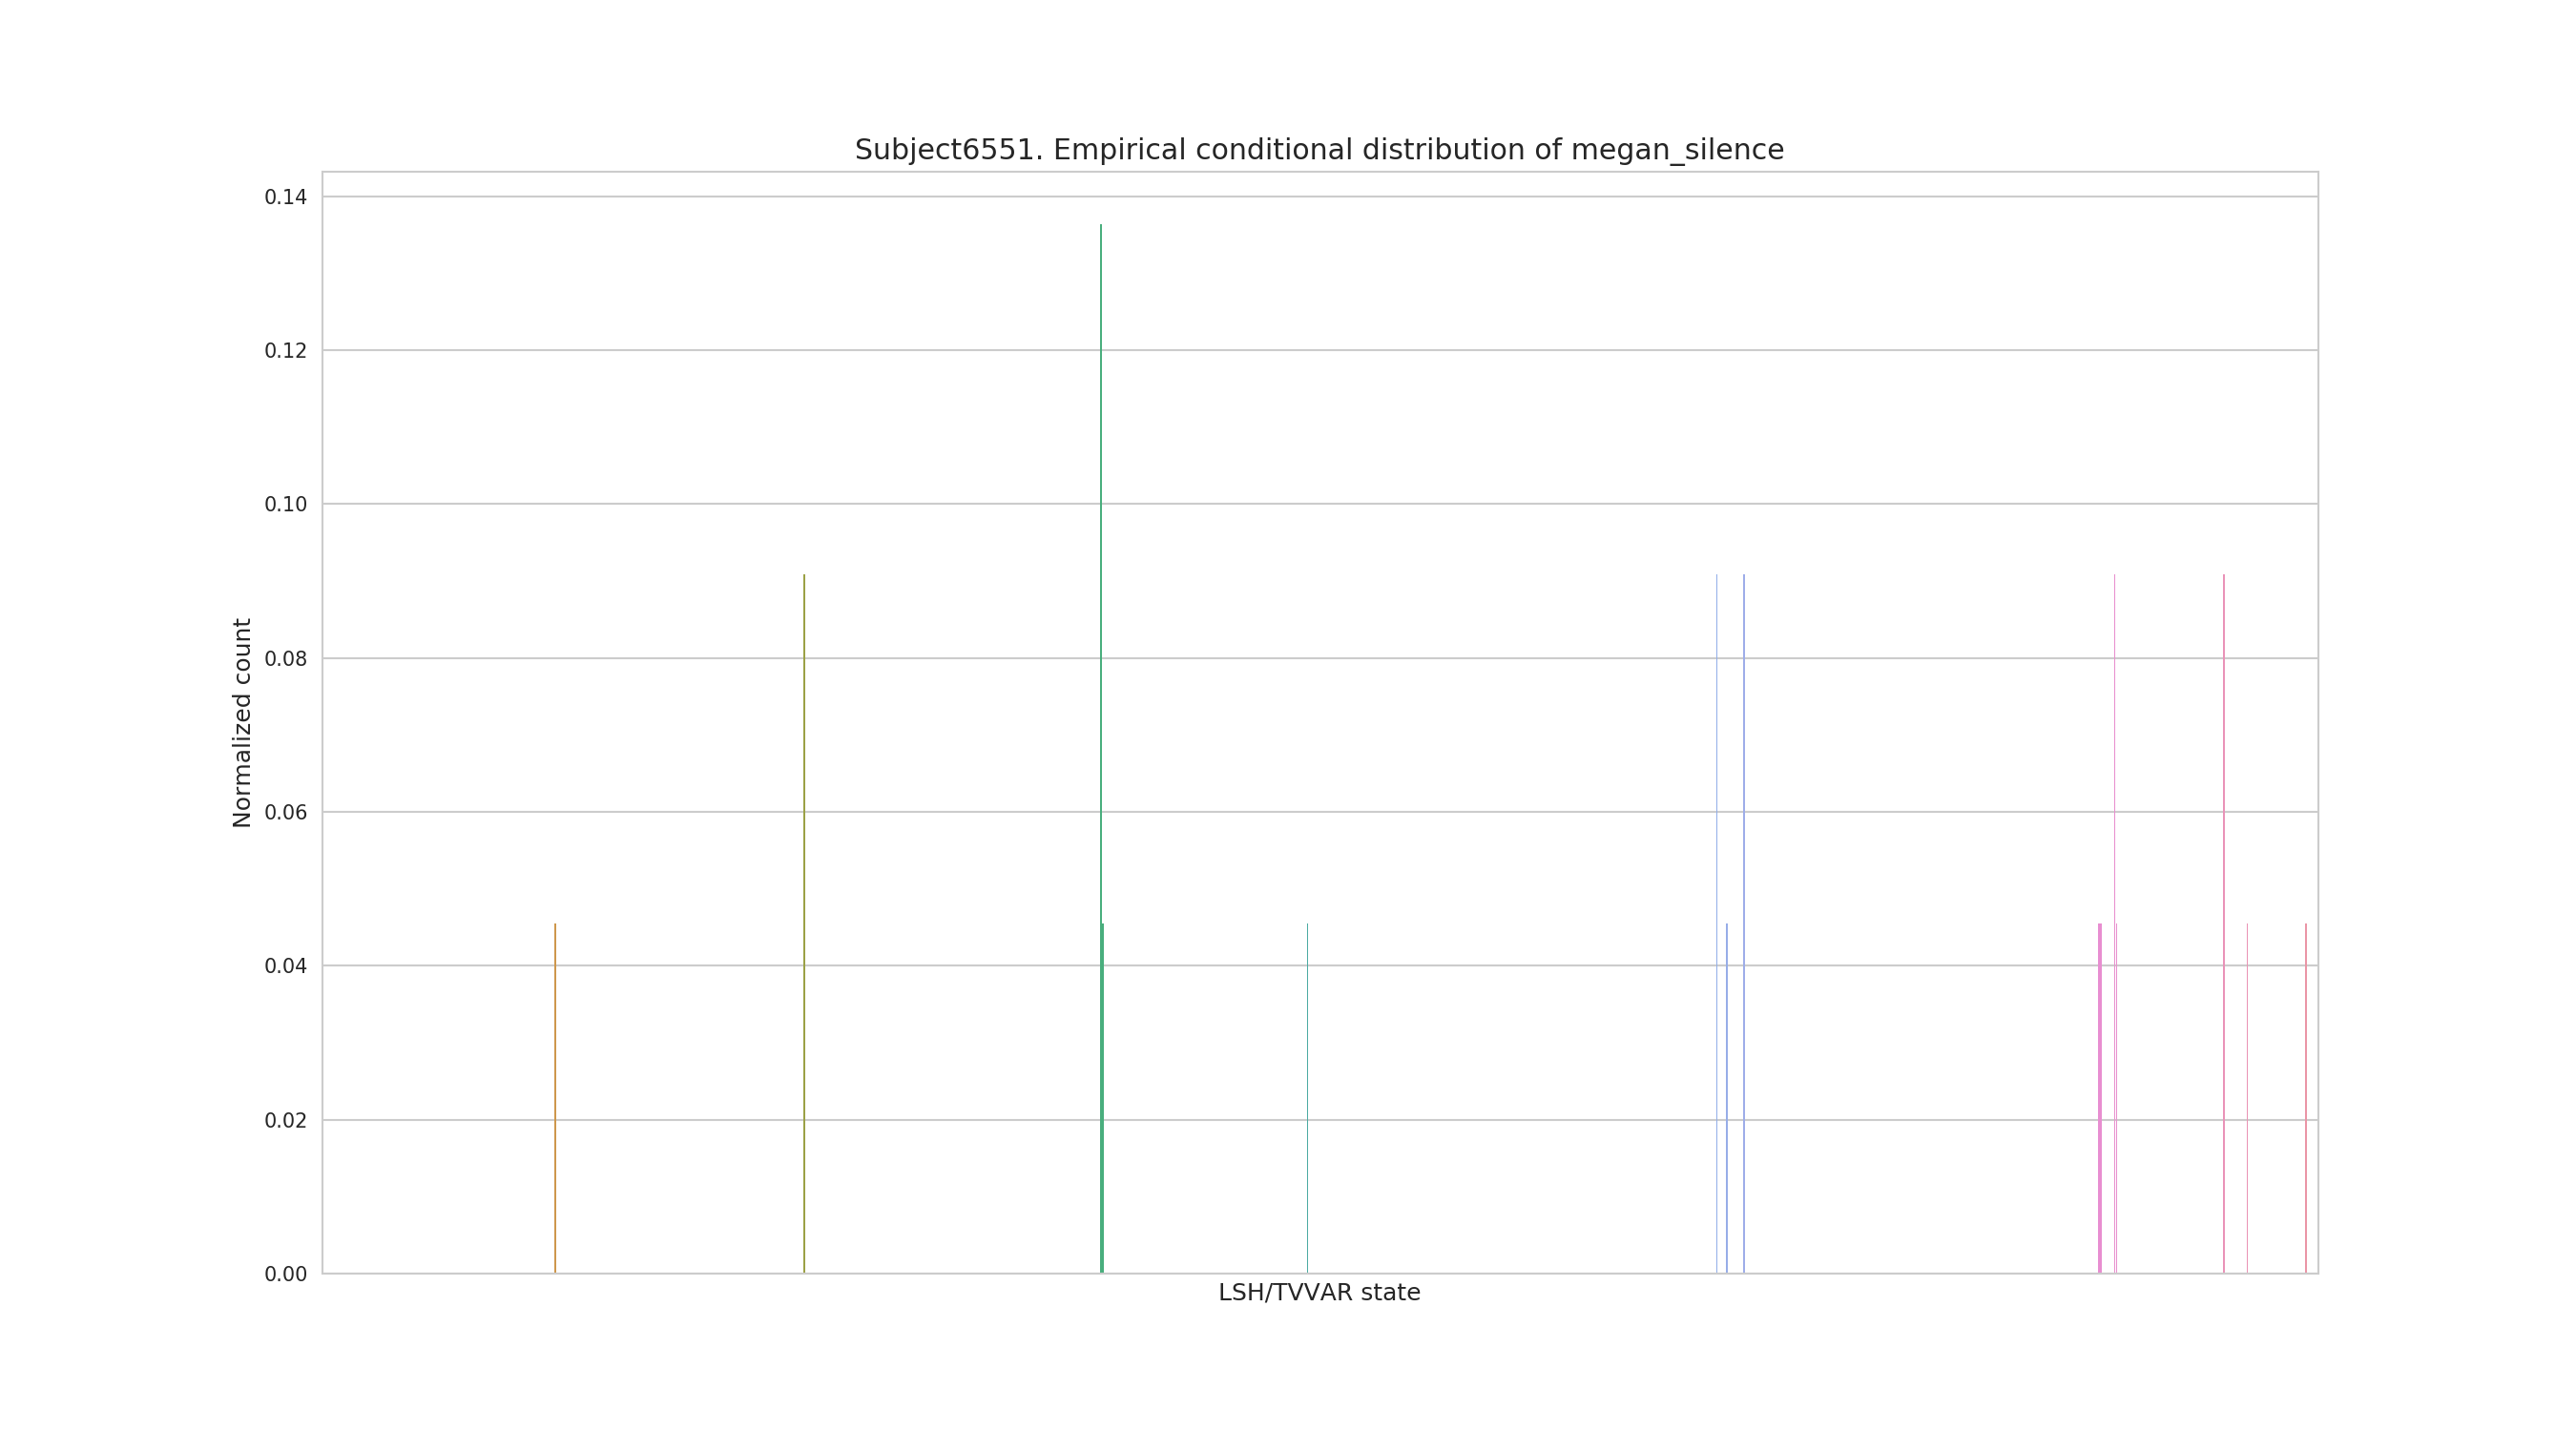 Subject6551. Empirical conditional distribution of megan_silence
0.14
0.12
0.10
0.08
0.06
0.04
0.02
0.00
Normalized count
LSH/TVVAR state